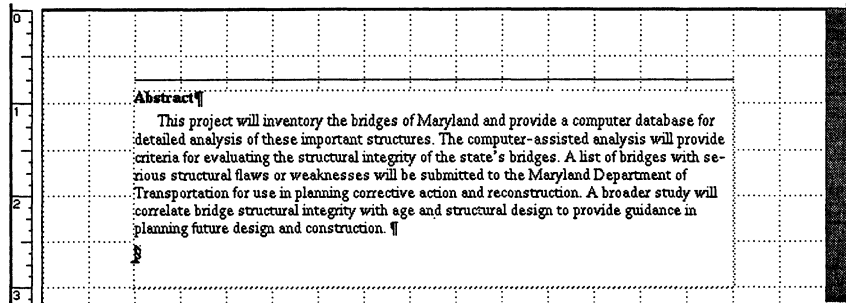 0
Abstract¶
This project will inventory the bridges of Maryland and provide a computer database for
1
detailed analysis of these important structures. The computer-assisted analysis will provide
criteria for evaluating the structural integrity of the state's bridges. A list of bridges with se-
rious structural flaws or weaknesses will be submitted to the Maryland Department of
Transportation for use in planning corrective action and reconstruction. A broader study will
2
correlate bridge structural integrity with age and structural design to provide guidance in
planning future design and construction. ¶
¶
3